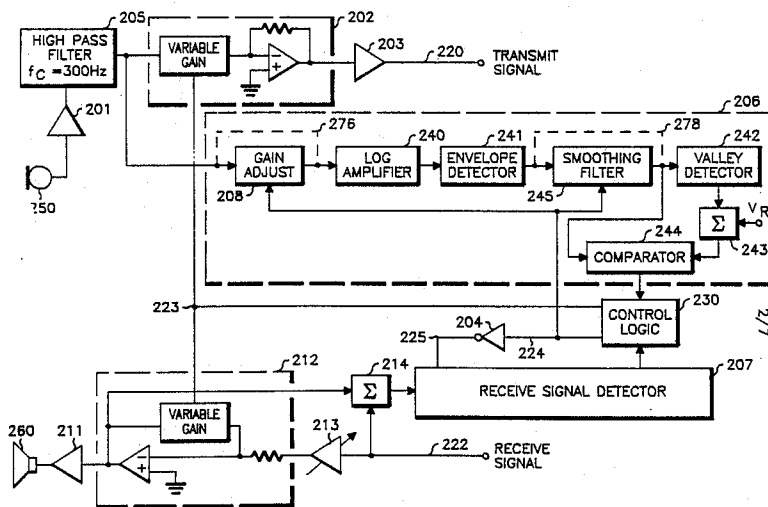 205
202
HIGH PASS
FILTER
fC = 300Hz
VARIABLE
GAIN
203
220
TRANSMIT
SIGNAL
201
206
276
240
241
278
242
GAIN
ADJUST
LOG
AMPLIFIER
ENVELOPE
DETECTOR
SMOOTHING
FILTER
VALLEY
DETECTOR
208
245
250
VR
Σ
244
243
COMPARATOR
223
230
204
CONTROL
LOGIC
225
224
2/7
212
214
207
Σ
RECEIVE SIGNAL DETECTOR
VARIABLE
GAIN
213
260
211
222
RECEIVE
SIGNAL